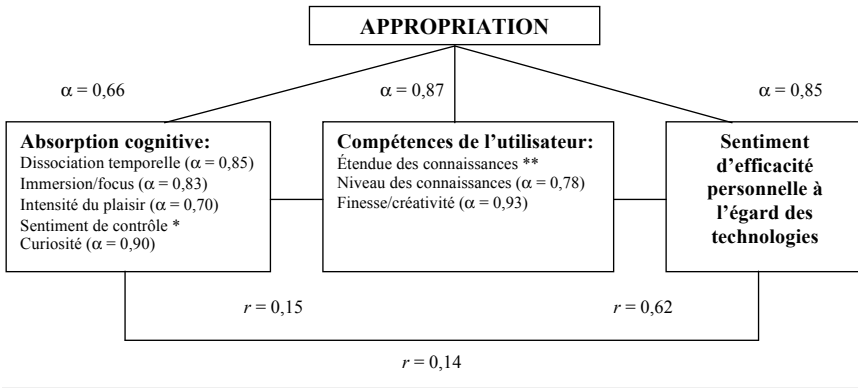 APPROPRIATION
α = 0,66
α = 0,87
α = 0,85
Absorption cognitive:
Dissociation temporelle (α = 0,85)
Immersion/focus (α = 0,83)
Intensité du plaisir (α = 0,70)
Sentiment de contrôle *
Curiosité (α = 0,90)
Compétences de l’utilisateur:
Étendue des connaissances **
Niveau des connaissances (α = 0,78)
Finesse/créativité (α = 0,93)
Sentiment
d’efficacité
personnelle à
l’égard des
technologies
r = 0,15
r = 0,62
r = 0,14